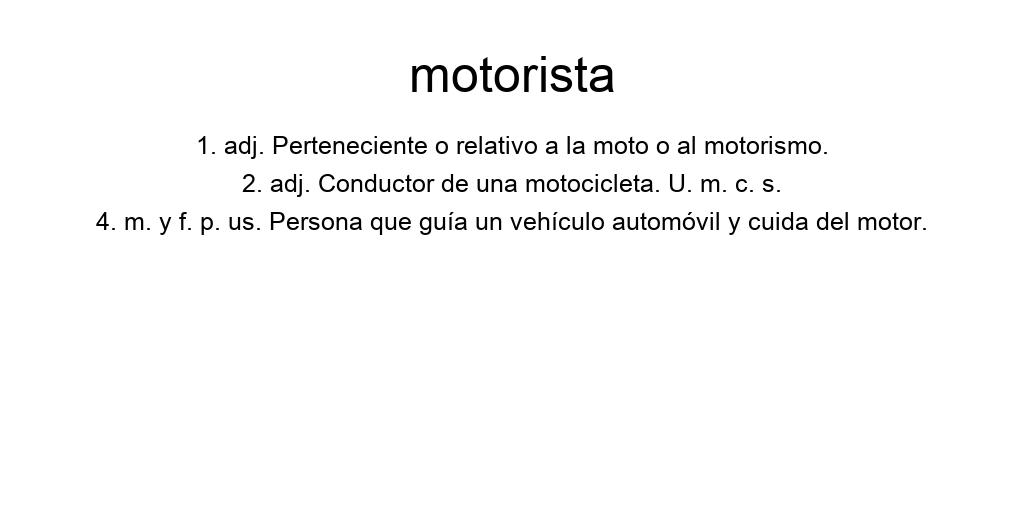 motorista
1. adj. Perteneciente o relativo a la moto o al motorismo.
2. adj. Conductor de una motocicleta. U. m. c. s.
4. m. y f. p. us. Persona que guía un vehículo automóvil y cuida del motor.